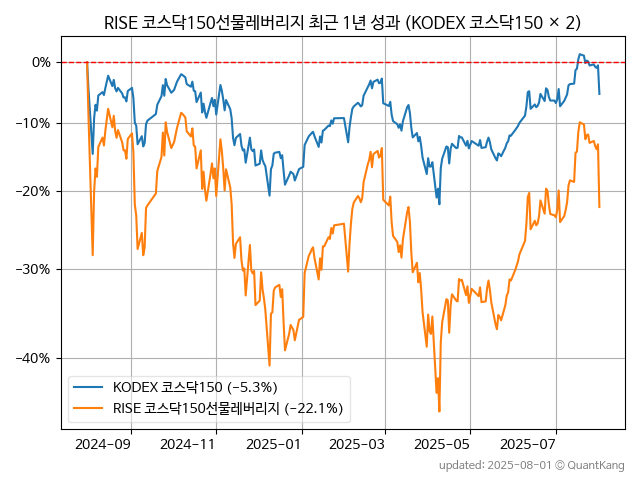 RISE 코스닥150선물레버리지 최근 1년 성과 (KODEX 코스닥150 × 2)
0%
−10%
−20%
−30%
−40%
KODEX 코스닥150 (−5.3%)
RISE 코스닥150선물레버리지 (−22.1%)
2024-09 2024-11 2025-01 2025-03 2025-05 2025-07
updated: 2025-08-01 © QuantKang